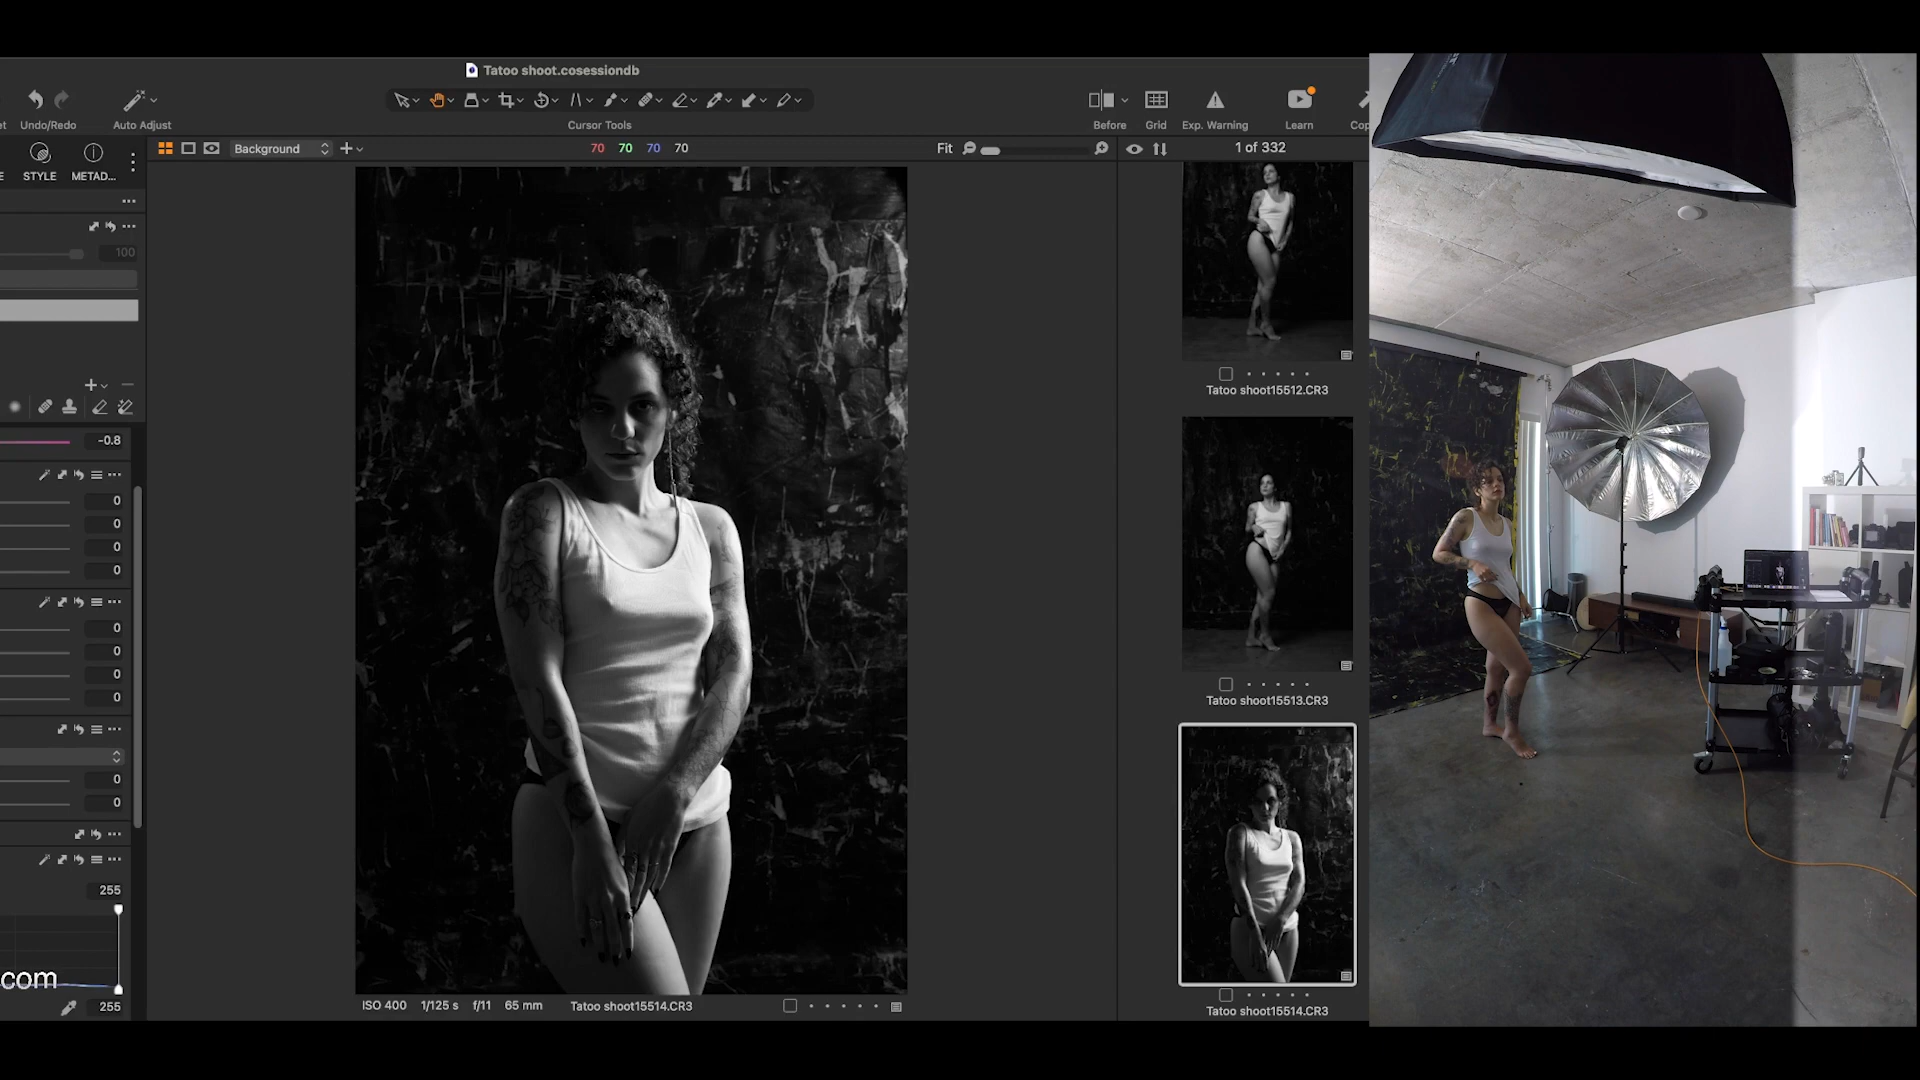 Tatoo shoot.cosessiondb
Undo/Redo
Auto Adjust
Cursor Tools
Before
Grid
Exp. Warning
Learn
Cop
STYLE
METAD...
Background
70 70 70 70
Fit
1 of 332
100
-0.8
0
0
0
0
0
0
0
0
0
0
255
.com
255
ISO 400 1/125 s f/11 65 mm Tatoo shoot15514.CR3
Tatoo shoot15512.CR3
Tatoo shoot15513.CR3
Tatoo shoot15514.CR3